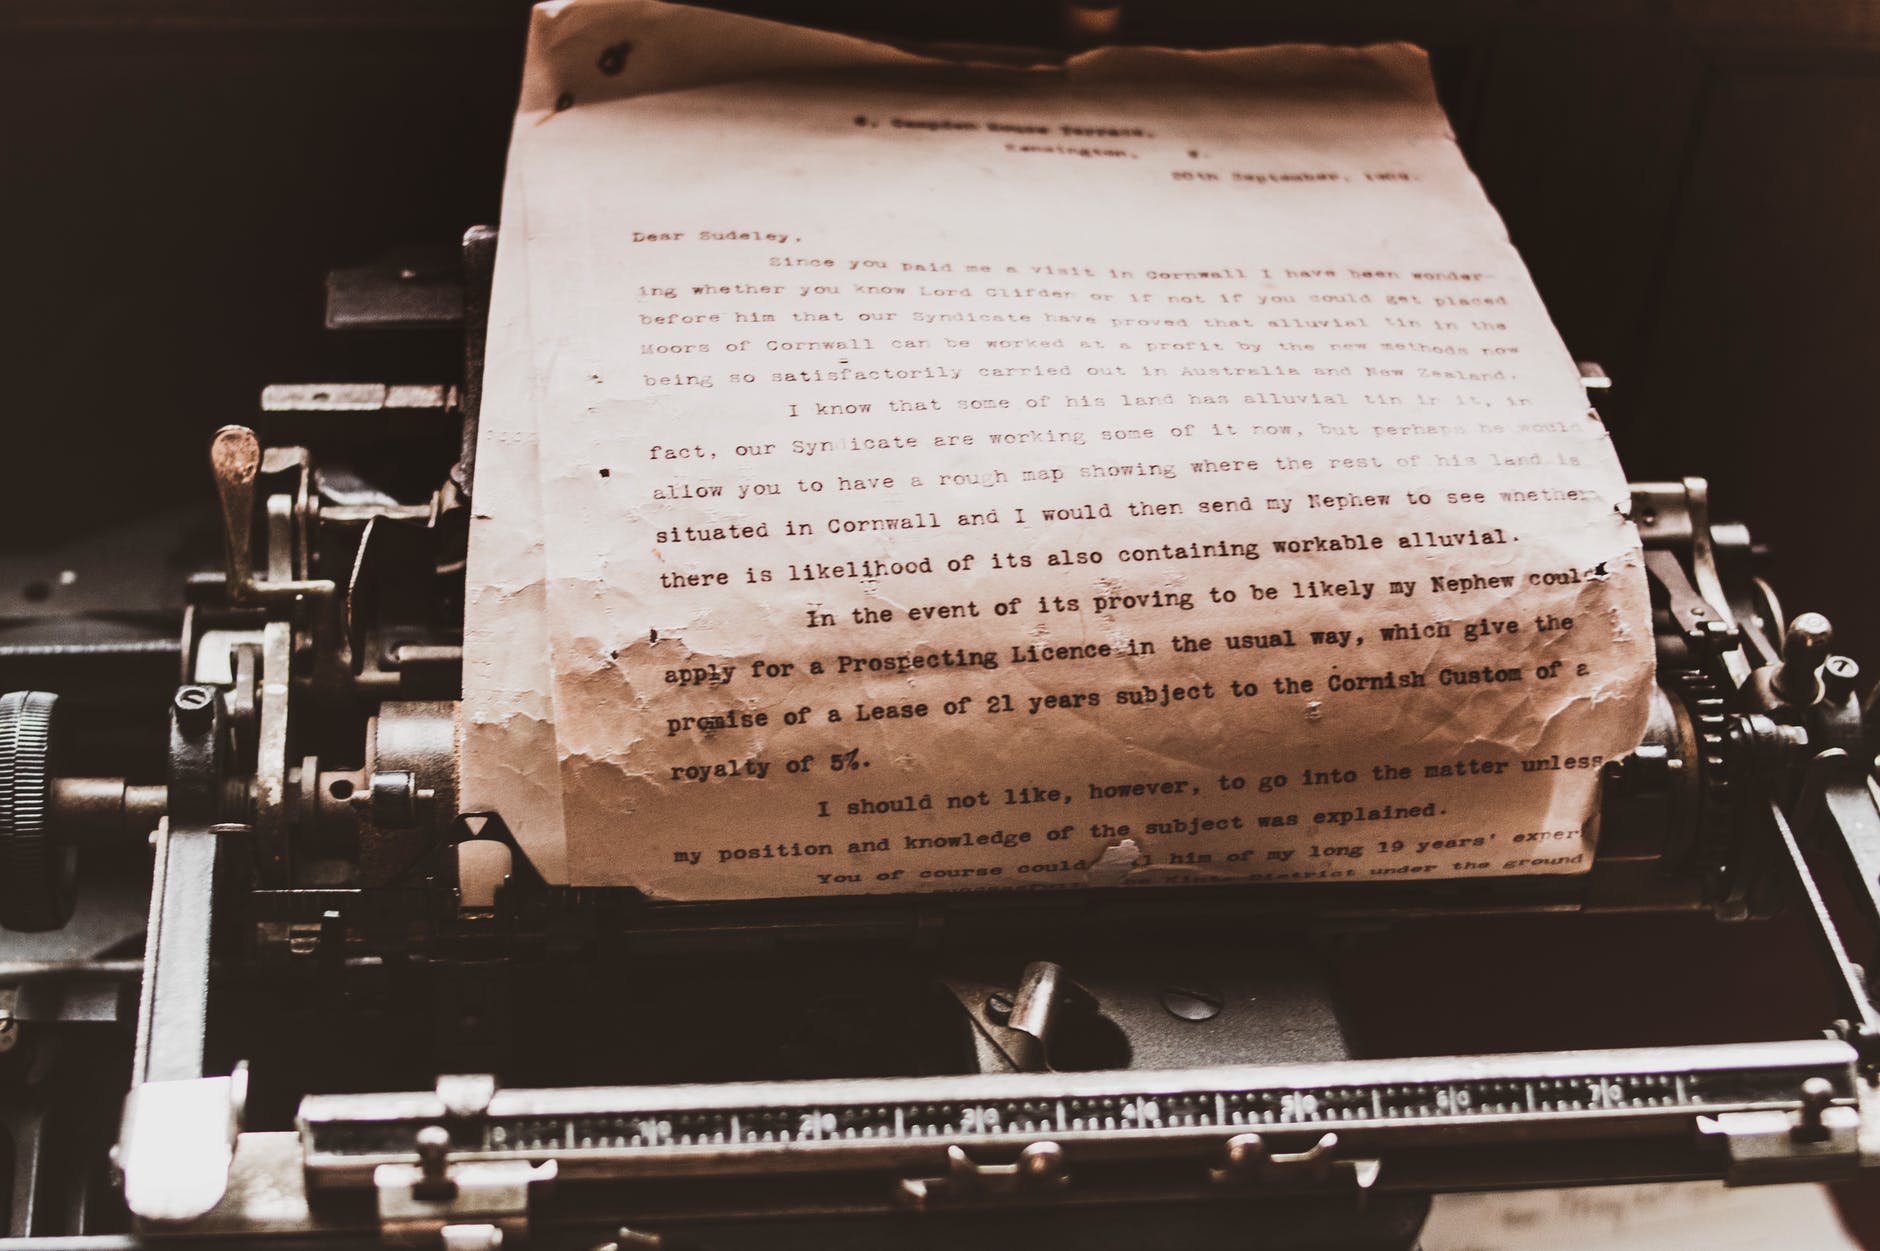 Campden House Terrace,
Kensington, W.
20th September, 1909.
Dear Sudeley,
Since you paid me a visit in Cornwall I have been wonder-
ing whether you know Lord Clifden or if not if you could get placed
before him that our Syndicate have proved that alluvial tin in the
Moors of Cornwall can be worked at a profit by the new methods now
being so satisfactorily carried out in Australia and New Zealand.
I know that some of his land has alluvial tin in it, in
fact, our Syndicate are working some of it now, but perhaps he would
allow you to have a rough map showing where the rest of his land is
situated in Cornwall and I would then send my Nephew to see whether
there is likelihood of its also containing workable alluvial.
In the event of its proving to be likely my Nephew could
apply for a Prospecting Licence in the usual way, which give the
promise of a Lease of 21 years subject to the Cornish Custom of a
royalty of 5%.
I should not like, however, to go into the matter unless
my position and knowledge of the subject was explained.
You of course could him of my long 19 years' experi
District under the ground
0 10 20 30 40 50 60 70